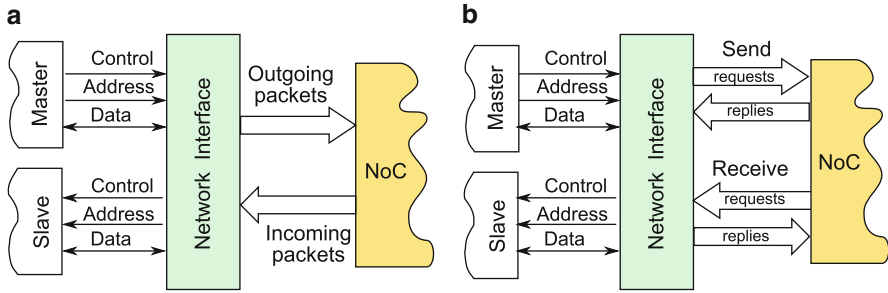 a
Master
Control
Address
Data
Slave
Control
Address
Data
Network Interface
Outgoing
packets
Incoming
packets
NoC
b
Master
Control
Address
Data
Slave
Control
Address
Data
Network Interface
Send
requests
replies
Receive
requests
replies
NoC